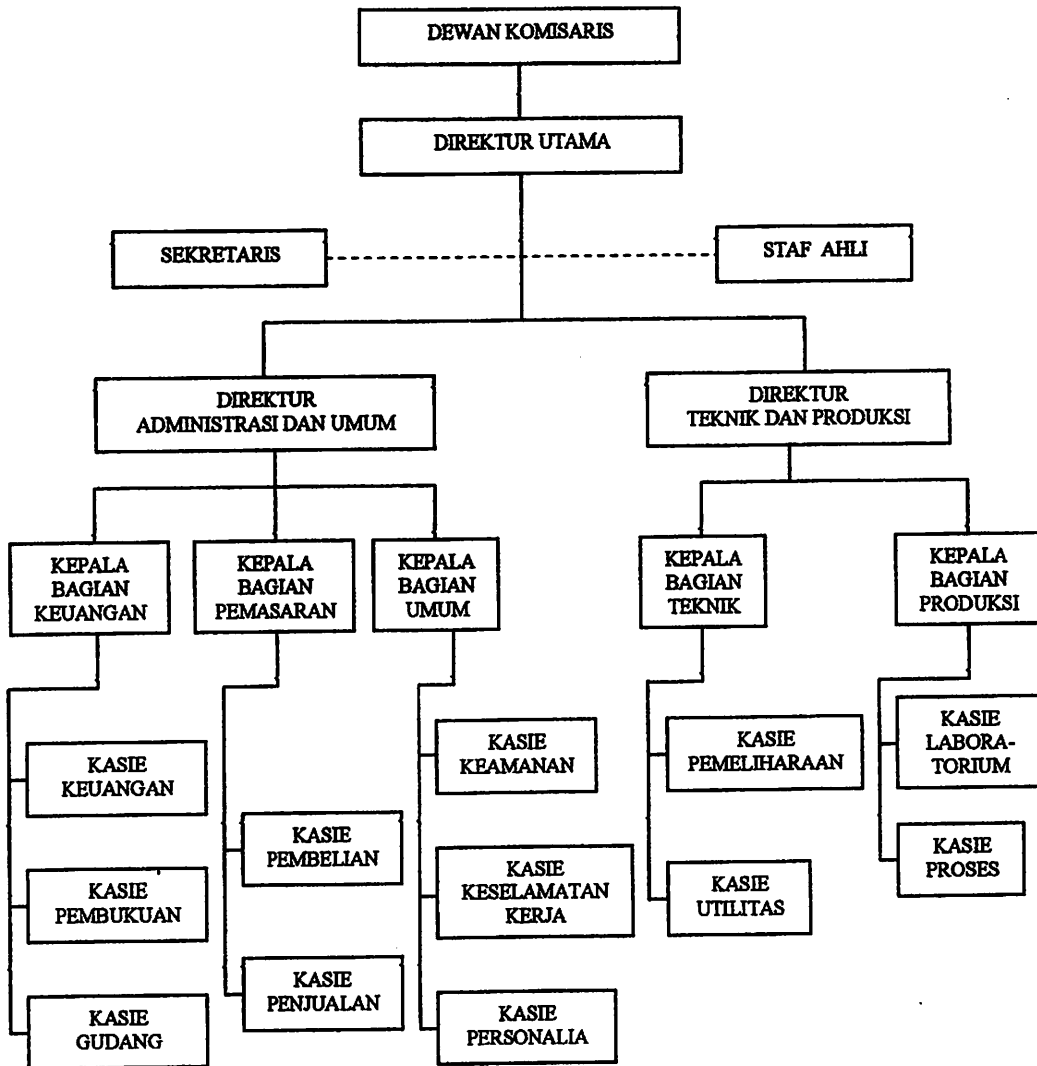 DEWAN KOMISARIS
DIREKTUR UTAMA
SEKRETARIS
STAF AHLI
DIREKTUR
ADMINISTRASI DAN UMUM
DIREKTUR
TEKNIK DAN PRODUKSI
KEPALA
BAGIAN
KEUANGAN
KEPALA
BAGIAN
PEMASARAN
KEPALA
BAGIAN
UMUM
KEPALA
BAGIAN
TEKNIK
KEPALA
BAGIAN
PRODUKSI
KASIE
KEUANGAN
KASIE
PEMBUKUAN
KASIE
GUDANG
KASIE
PEMBELIAN
KASIE
PENJUALAN
KASIE
KEAMANAN
KASIE
KESELAMATAN
KERJA
KASIE
PERSONALIA
KASIE
PEMELIHARAAN
KASIE
UTILITAS
KASIE
LABORA-
TORIUM
KASIE
PROSES